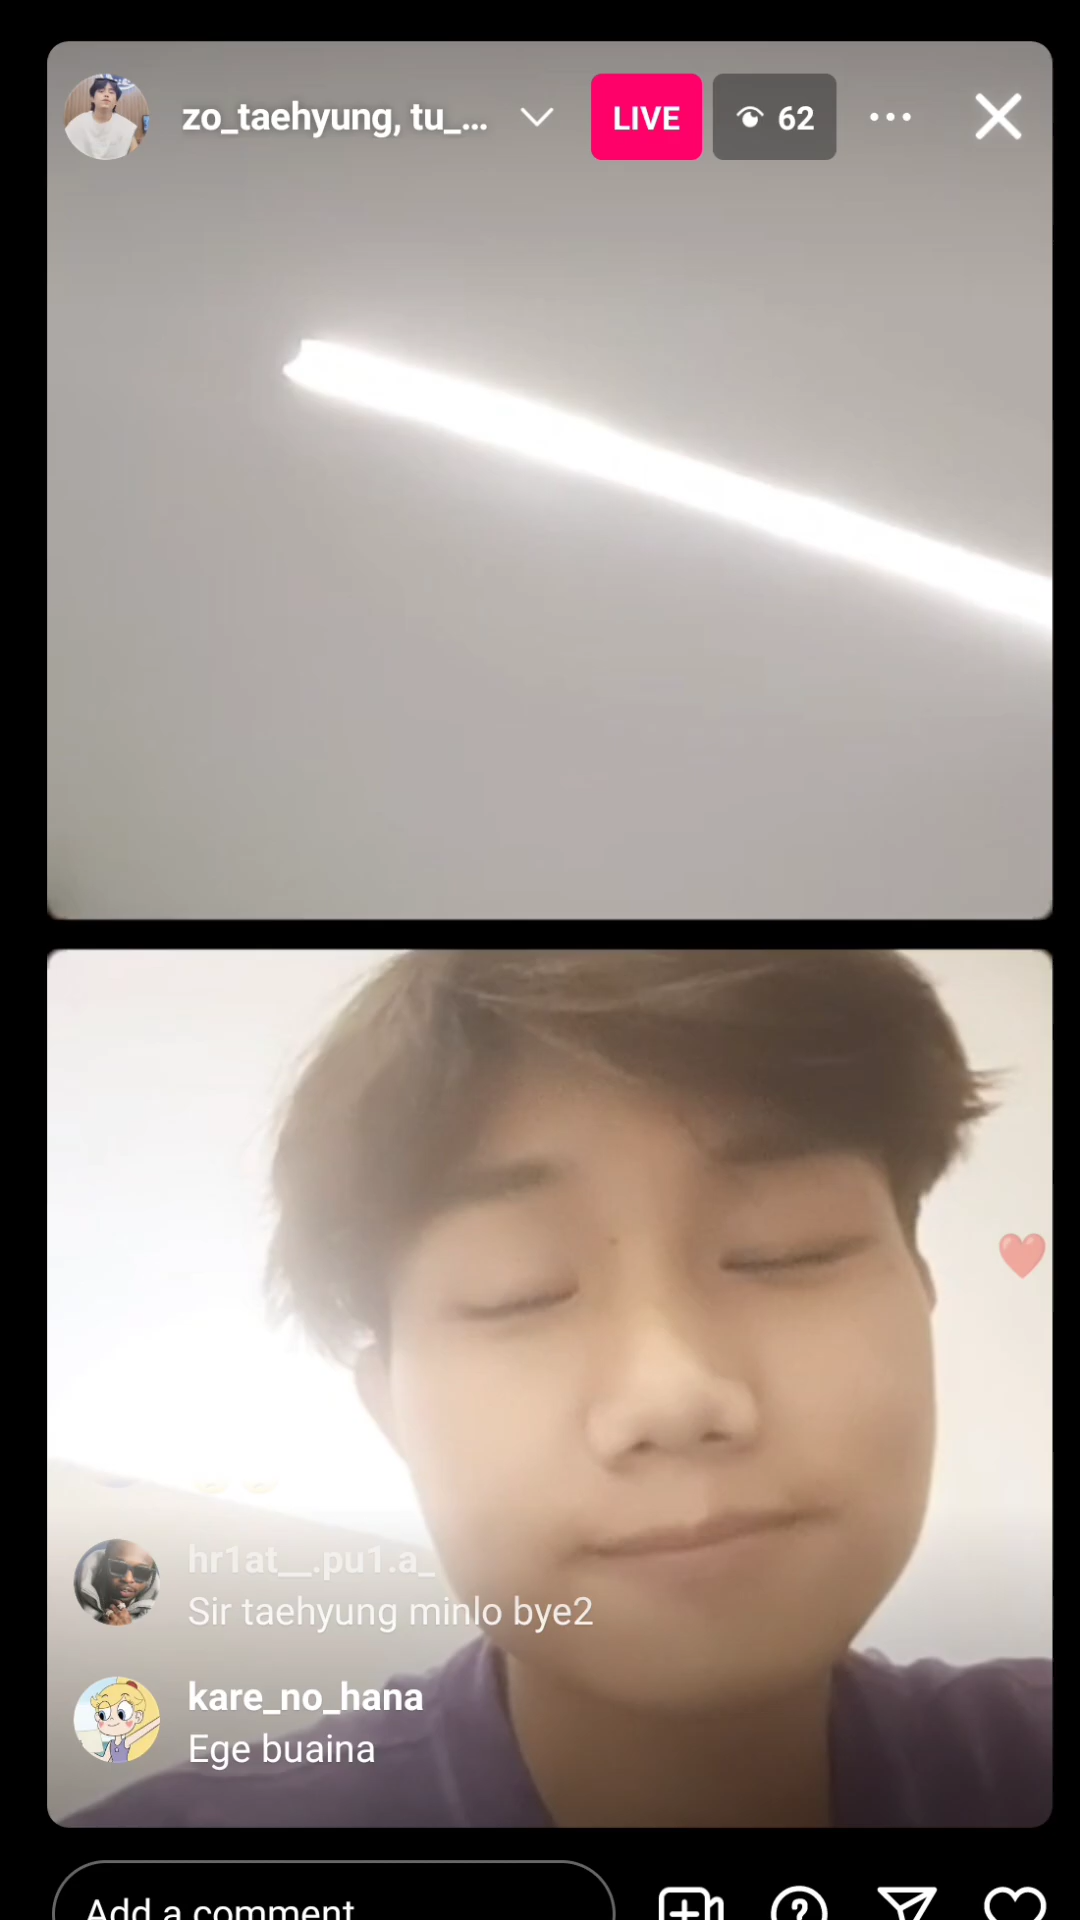 zo_taehyung, tu_...
LIVE
62
hr1at__.pu1.a_
Sir taehyung minlo bye2
kare_no_hana
Ege buaina
Add a comment